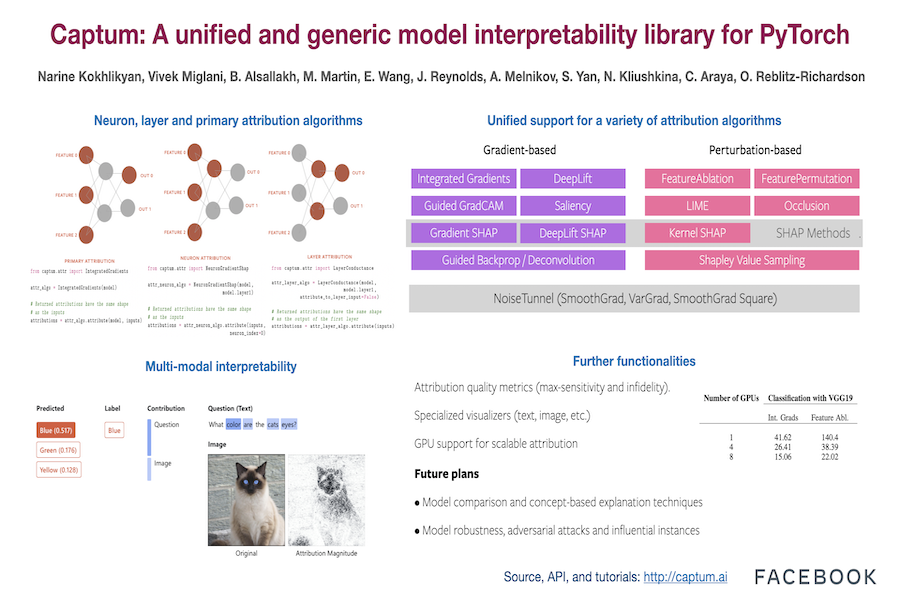 Captum: A unified and generic model interpretability library for PyTorch
Narine Kokhlikyan, Vivek Miglani, B. Alsallakh, M. Martin, E. Wang, J. Reynolds, A. Melnikov, S. Yan, N. Kliushkina, C. Araya, O. Reblitz-Richardson
Neuron, layer and primary attribution algorithms
FEATURE 0
FEATURE 1
FEATURE 2
OUT 0
OUT 1
PRIMARY ATTRIBUTION
from captum.attr import IntegratedGradients
attr_algo = IntegratedGradients(model)
# Returned attributions have the same shape
# as the inputs
attributions = attr_algo.attribute(model, inputs)
FEATURE 0
FEATURE 1
FEATURE 2
OUT 0
OUT 1
NEURON ATTRIBUTION
from captum.attr import NeuronGradientShap
attr_neuron_algo = NeuronGradientShap(model,
model.layer1)
# Returned attributions have the same shape
# as the inputs
attributions = attr_neuron_algo.attribute(inputs,
neuron_index=0)
FEATURE 0
FEATURE 1
FEATURE 2
OUT 0
OUT 1
LAYER ATTRIBUTION
from captum.attr import LayerConductance
attr_layer_algo = LayerConductance(model,
model.layer1,
attribute_to_layer_input=False)
# Returned attributions have the same shape
# as the output of the first layer
attributions = attr_layer_algo.attribute(inputs)
Unified support for a variety of attribution algorithms
Gradient-based
Perturbation-based
Integrated Gradients
DeepLift
FeatureAblation
FeaturePermutation
Guided GradCAM
Saliency
LIME
Occlusion
Gradient SHAP
DeepLift SHAP
Kernel SHAP
SHAP Methods
Guided Backprop / Deconvolution
Shapley Value Sampling
NoiseTunnel (SmoothGrad, VarGrad, SmoothGrad Square)
Multi-modal interpretability
Predicted
Label
Contribution
Question (Text)
Blue (0.517)
Blue
Question
What color are the cats eyes?
Green (0.176)
Image
Yellow (0.128)
Image
Original
Attribution Magnitude
Further functionalities
Attribution quality metrics (max-sensitivity and infidelity).
Specialized visualizers (text, image, etc.)
GPU support for scalable attribution
Number of GPUs
Classification with VGG19
Int. Grads
Feature Abl.
1 41.62 140.4
4 26.41 38.39
8 15.06 22.02
Future plans
● Model comparison and concept-based explanation techniques
● Model robustness, adversarial attacks and influential instances
Source, API, and tutorials: http://captum.ai
FACEBOOK